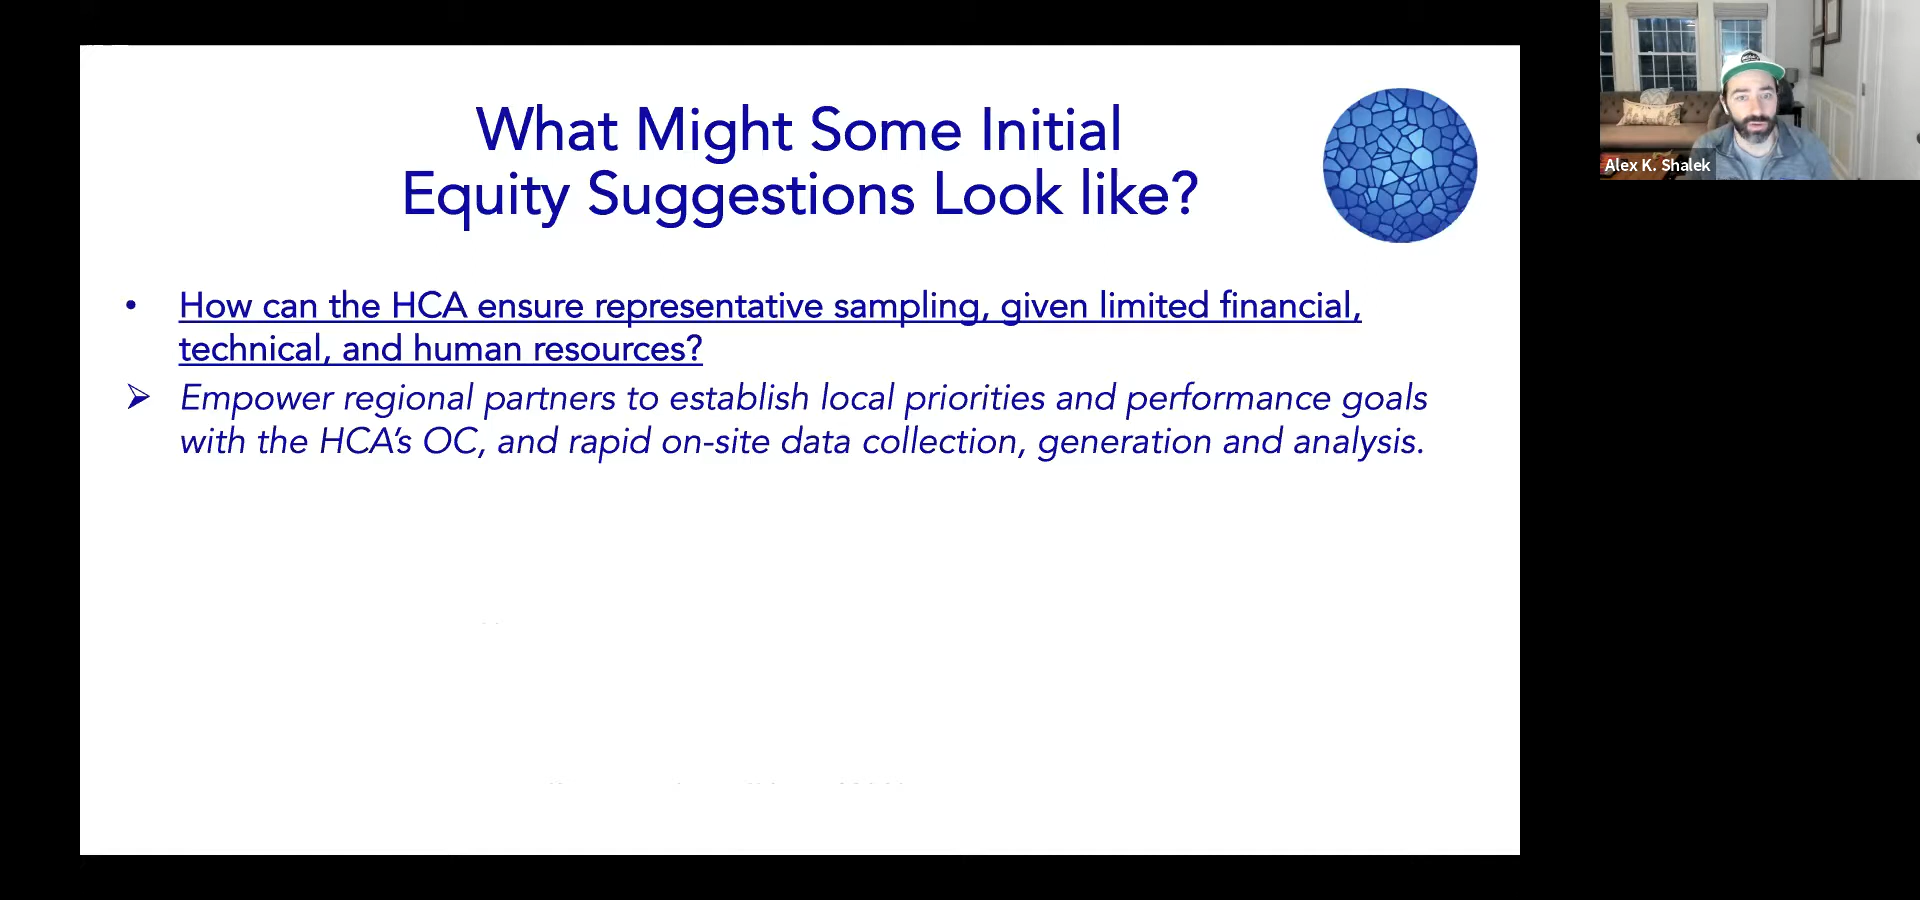 What Might Some Initial
Equity Suggestions Look like?
• How can the HCA ensure representative sampling, given limited financial,
technical, and human resources?
➢ Empower regional partners to establish local priorities and performance goals
with the HCA’s OC, and rapid on-site data collection, generation and analysis.
Alex K. Shalek